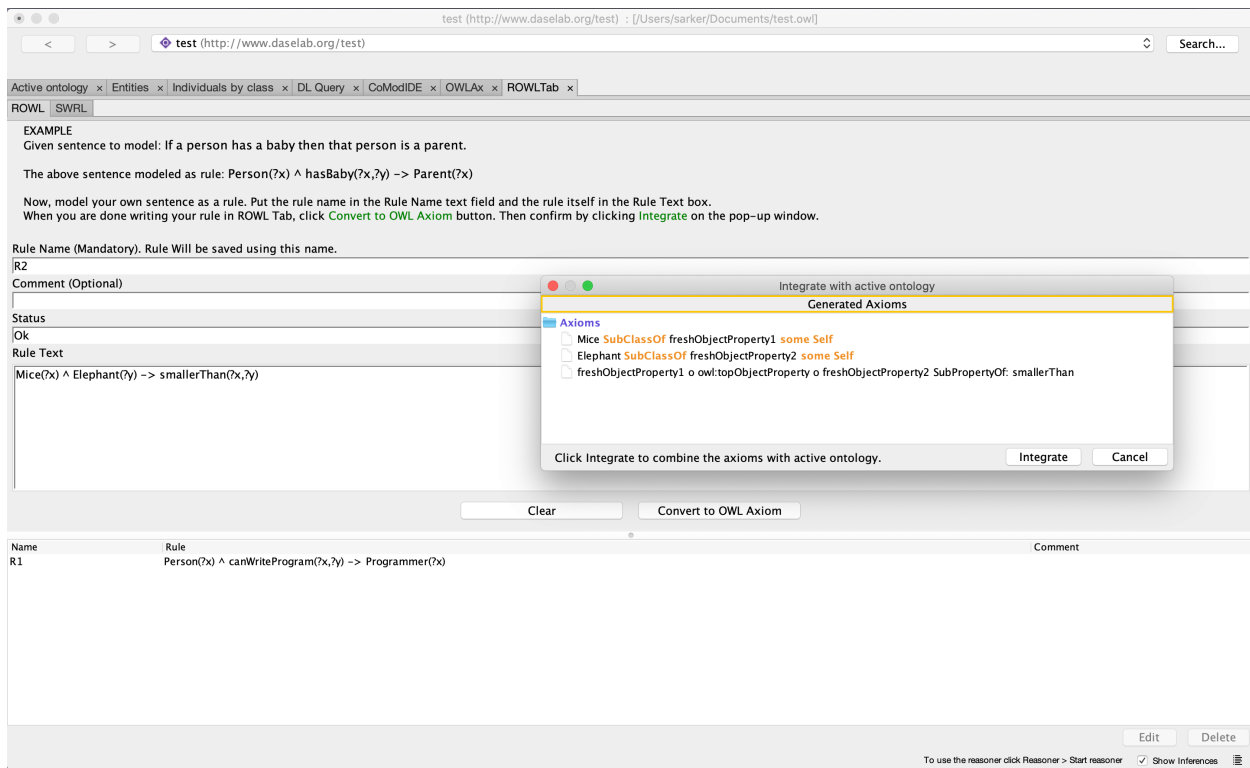 test (http://www.daselab.org/test) : [/Users/sarker/Documents/test.owl]
< > test (http://www.daselab.org/test) Search...
Active ontology × Entities × Individuals by class × DL Query × CoModIDE × OWLAx × ROWLTab ×
ROWL SWRL
EXAMPLE
Given sentence to model: If a person has a baby then that person is a parent.
The above sentence modeled as rule: Person(?x) ^ hasBaby(?x,?y) -> Parent(?x)
Now, model your own sentence as a rule. Put the rule name in the Rule Name text field and the rule itself in the Rule Text box.
When you are done writing your rule in ROWL Tab, click Convert to OWL Axiom button. Then confirm by clicking Integrate on the pop-up window.
Rule Name (Mandatory). Rule Will be saved using this name.
R2
Comment (Optional)
Status
Ok
Rule Text
Mice(?x) ^ Elephant(?y) -> smallerThan(?x,?y)
Integrate with active ontology
Generated Axioms
Axioms
Mice SubClassOf freshObjectProperty1 some Self
Elephant SubClassOf freshObjectProperty2 some Self
freshObjectProperty1 o owl:topObjectProperty o freshObjectProperty2 SubPropertyOf: smallerThan
Click Integrate to combine the axioms with active ontology. Integrate Cancel
Clear Convert to OWL Axiom
Name Rule Comment
R1 Person(?x) ^ canWriteProgram(?x,?y) -> Programmer(?x)
Edit Delete
To use the reasoner click Reasoner > Start reasoner Show Inferences